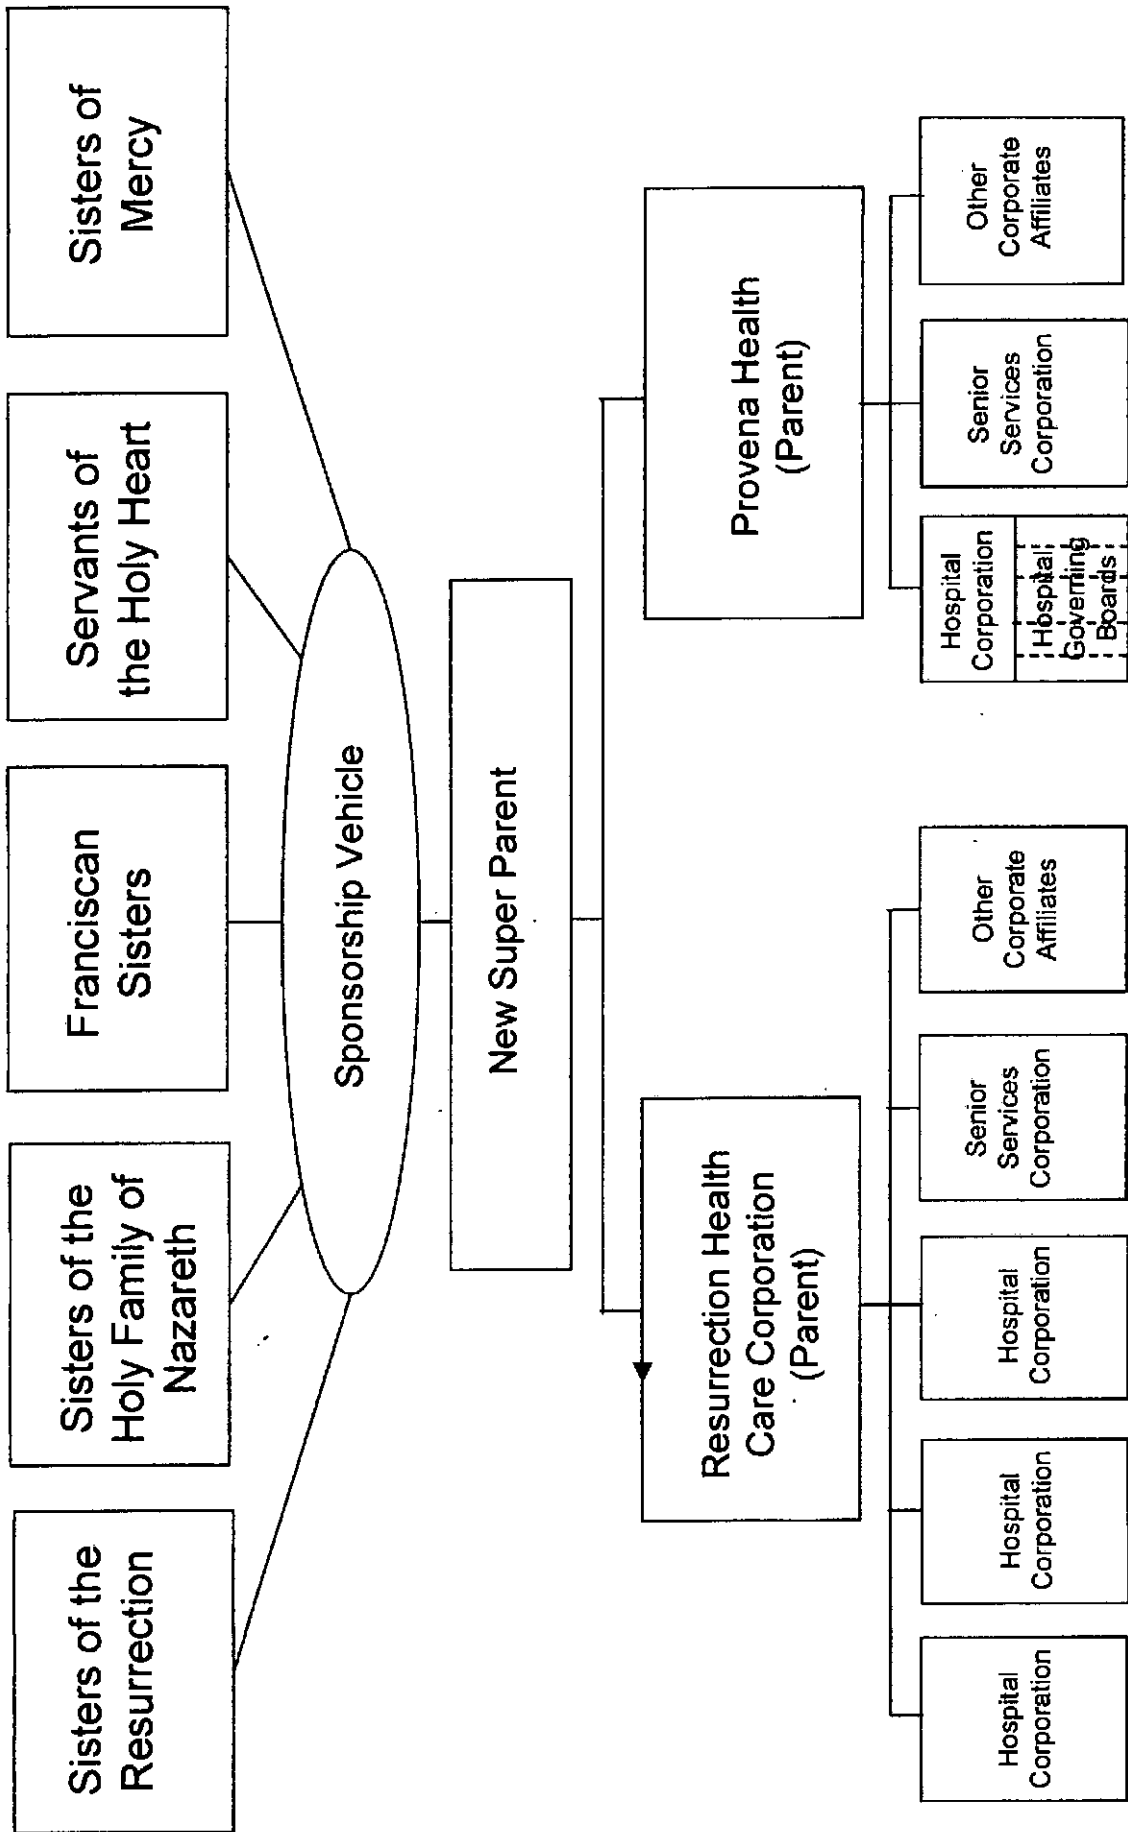 Sisters of the
Resurrection
Sisters of the
Holy Family of
Nazareth
Franciscan
Sisters
Servants of
the Holy Heart
Sisters of
Mercy
Sponsorship Vehicle
New Super Parent
Resurrection Health
Care Corporation
(Parent)
Provena Health
(Parent)
Hospital
Corporation
Hospital
Corporation
Hospital
Corporation
Senior
Services
Corporation
Other
Corporate
Affiliates
Hospital
Corporation
Hospital
Governing
Boards
Senior
Services
Corporation
Other
Corporate
Affiliates